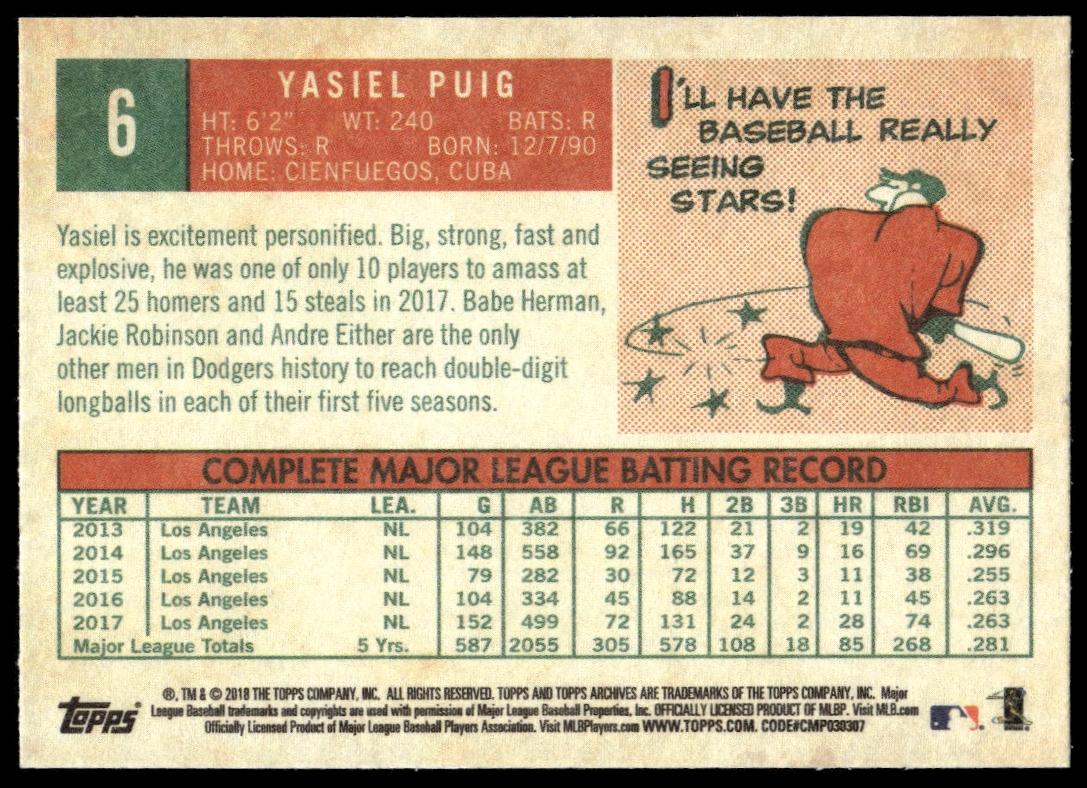 6
YASIEL PUIG
HT: 6'2" WT: 240 BATS: R
THROWS: R BORN: 12/7/90
HOME: CIENFUEGOS, CUBA
I'LL HAVE THE
BASEBALL REALLY
SEEING
STARS!
Yasiel is excitement personified. Big, strong, fast and
explosive, he was one of only 10 players to amass at
least 25 homers and 15 steals in 2017. Babe Herman,
Jackie Robinson and Andre Either are the only
other men in Dodgers history to reach double-digit
longballs in each of their first five seasons.
COMPLETE MAJOR LEAGUE BATTING RECORD
YEAR TEAM LEA. G AB R H 2B 3B HR RBI AVG.
2013 Los Angeles NL 104 382 66 122 21 2 19 42 .319
2014 Los Angeles NL 148 558 92 165 37 9 16 69 .296
2015 Los Angeles NL 79 282 30 72 12 3 11 38 .255
2016 Los Angeles NL 104 334 45 88 14 2 11 45 .263
2017 Los Angeles NL 152 499 72 131 24 2 28 74 .263
Major League Totals 5 Yrs. 587 2055 305 578 108 18 85 268 .281
topps
®, TM & © 2018 THE TOPPS COMPANY, INC. ALL RIGHTS RESERVED. TOPPS AND TOPPS ARCHIVES ARE TRADEMARKS OF THE TOPPS COMPANY, INC. Major
League Baseball trademarks and copyrights are used with permission of Major League Baseball Properties, Inc. OFFICIALLY LICENSED PRODUCT OF MLBP. Visit MLB.com
Officially Licensed Product of Major League Baseball Players Association. Visit MLBPlayers.com WWW.TOPPS.COM. CODE#CMP039307